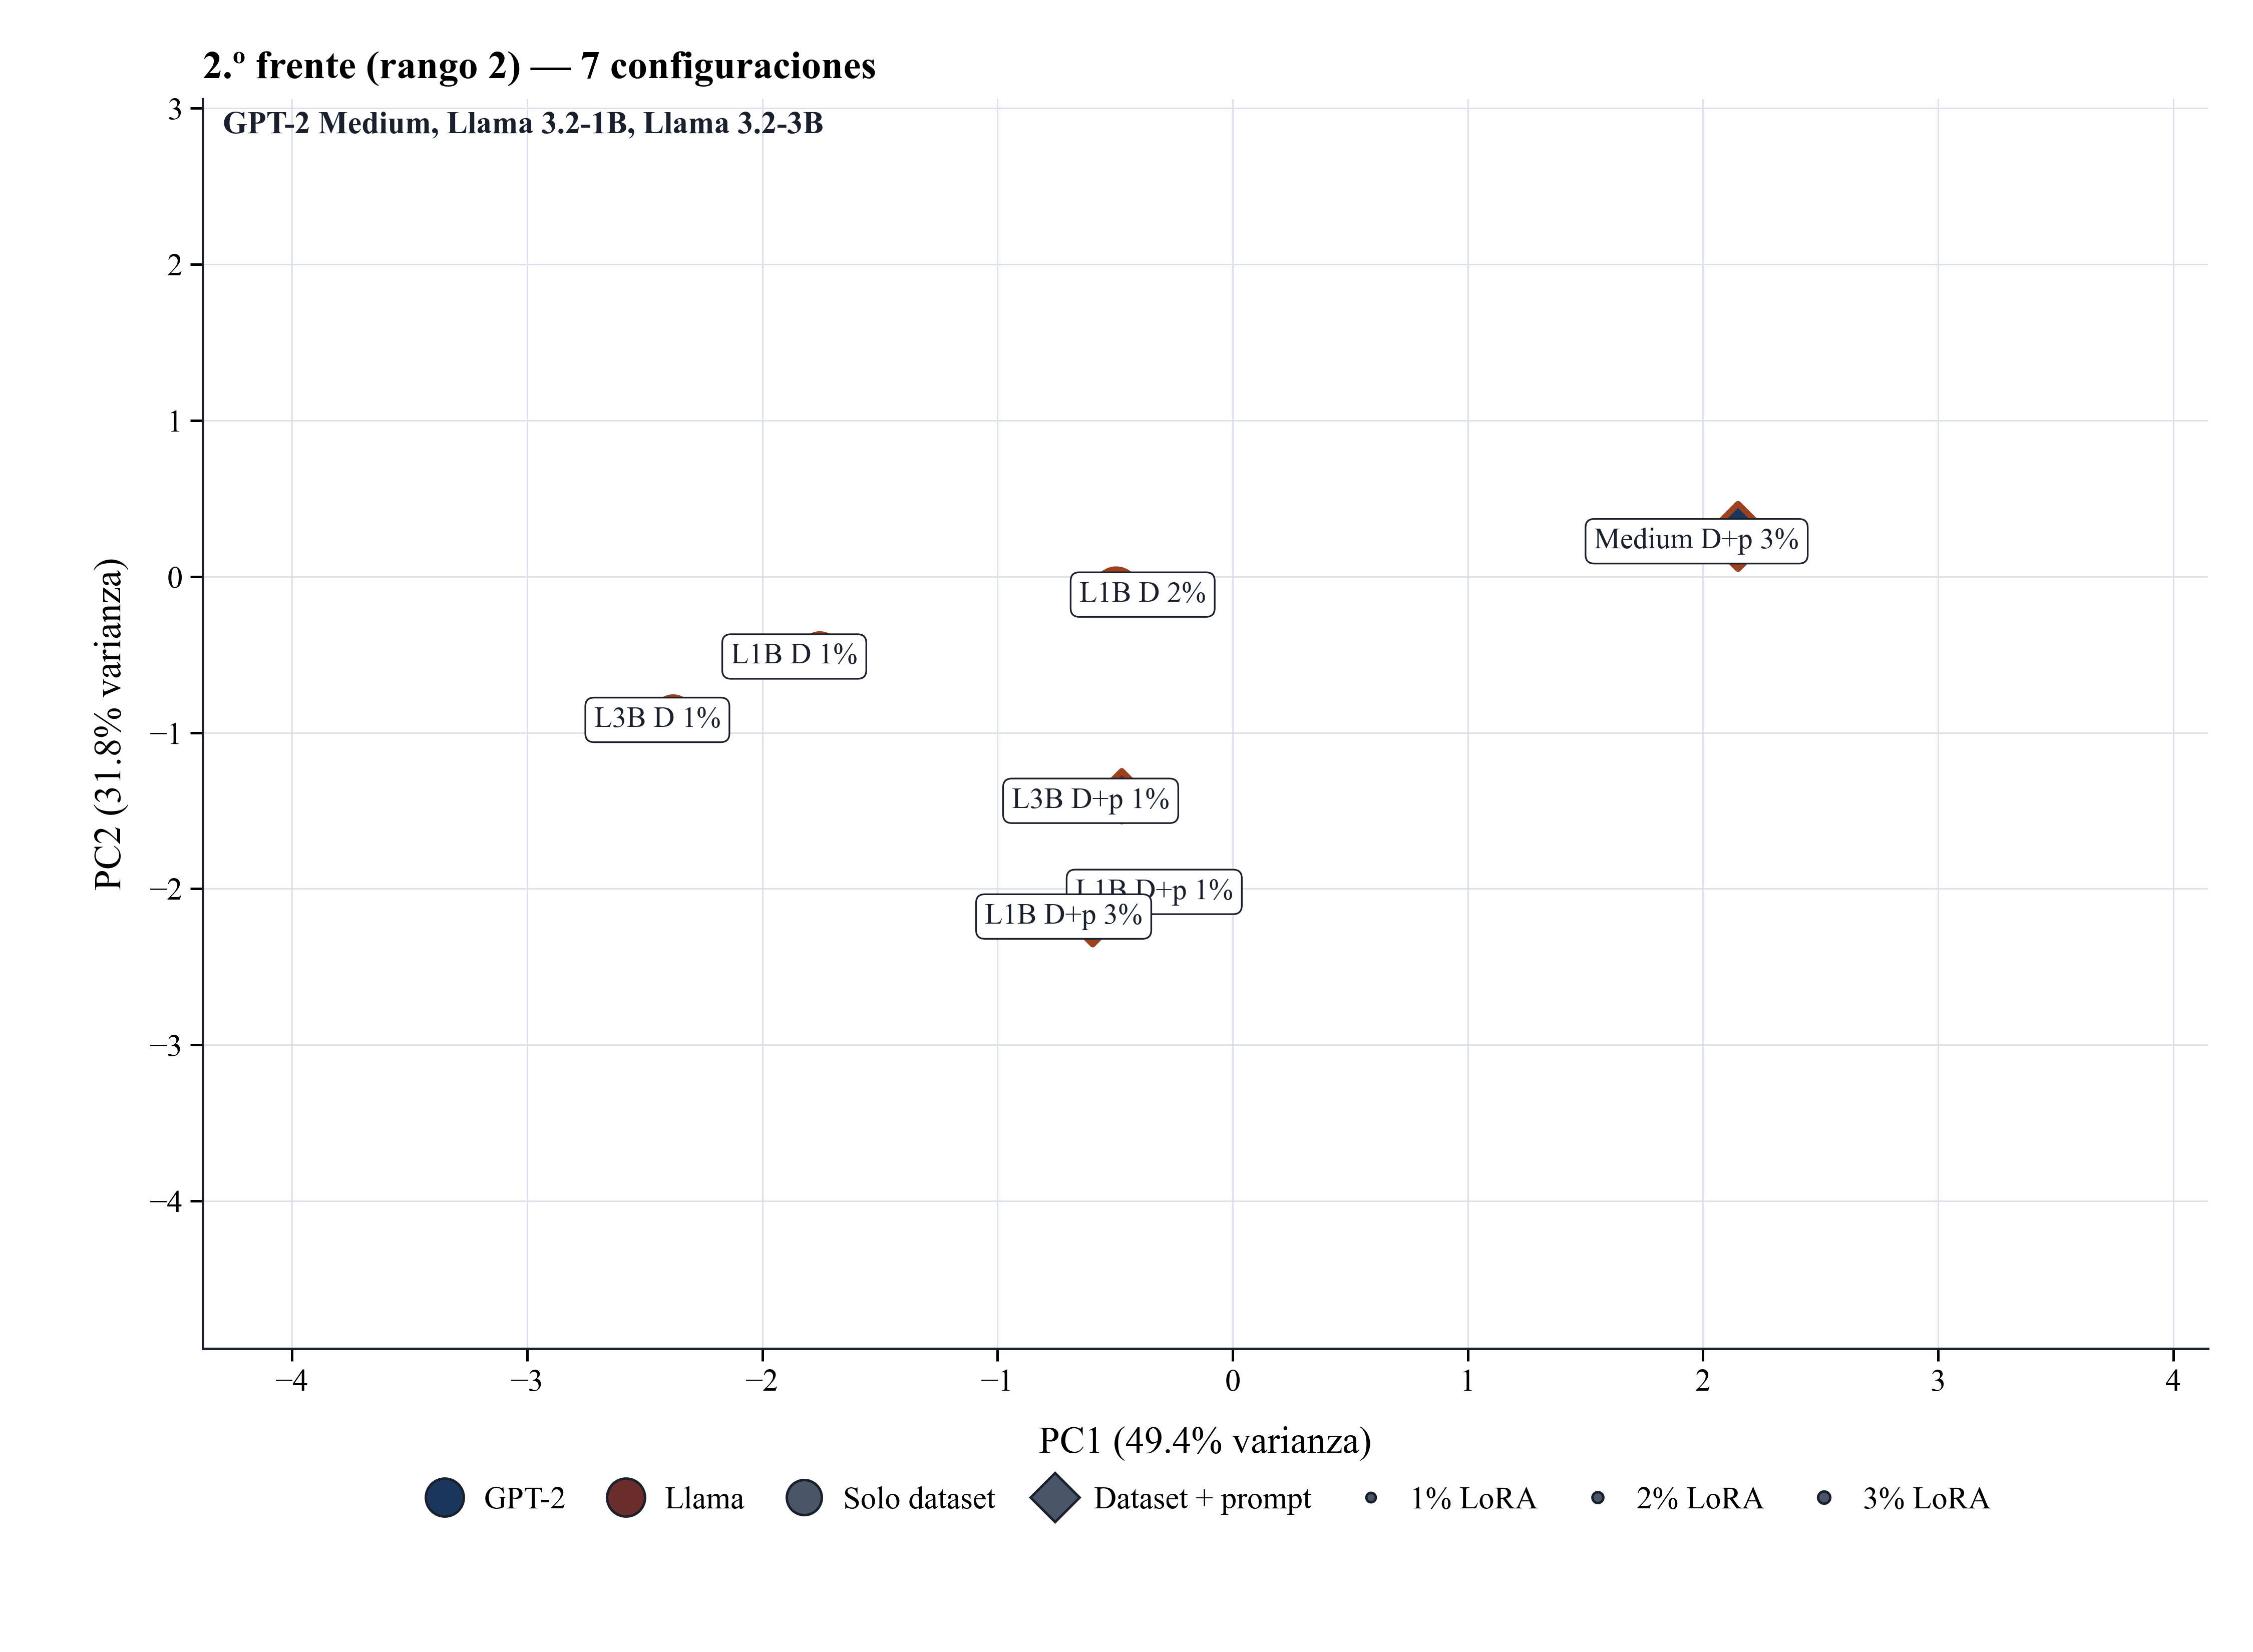 2.º frente (rango 2) — 7 configuraciones
GPT-2 Medium, Llama 3.2-1B, Llama 3.2-3B
3
2
1
0
−1
−2
−3
−4
PC2 (31.8% varianza)
Medium D+p 3%
L1B D 2%
L1B D 1%
L3B D 1%
L3B D+p 1%
L1B D+p 1%
L1B D+p 3%
−4 −3 −2 −1 0 1 2 3 4
PC1 (49.4% varianza)
GPT-2 Llama Solo dataset Dataset + prompt 1% LoRA 2% LoRA 3% LoRA